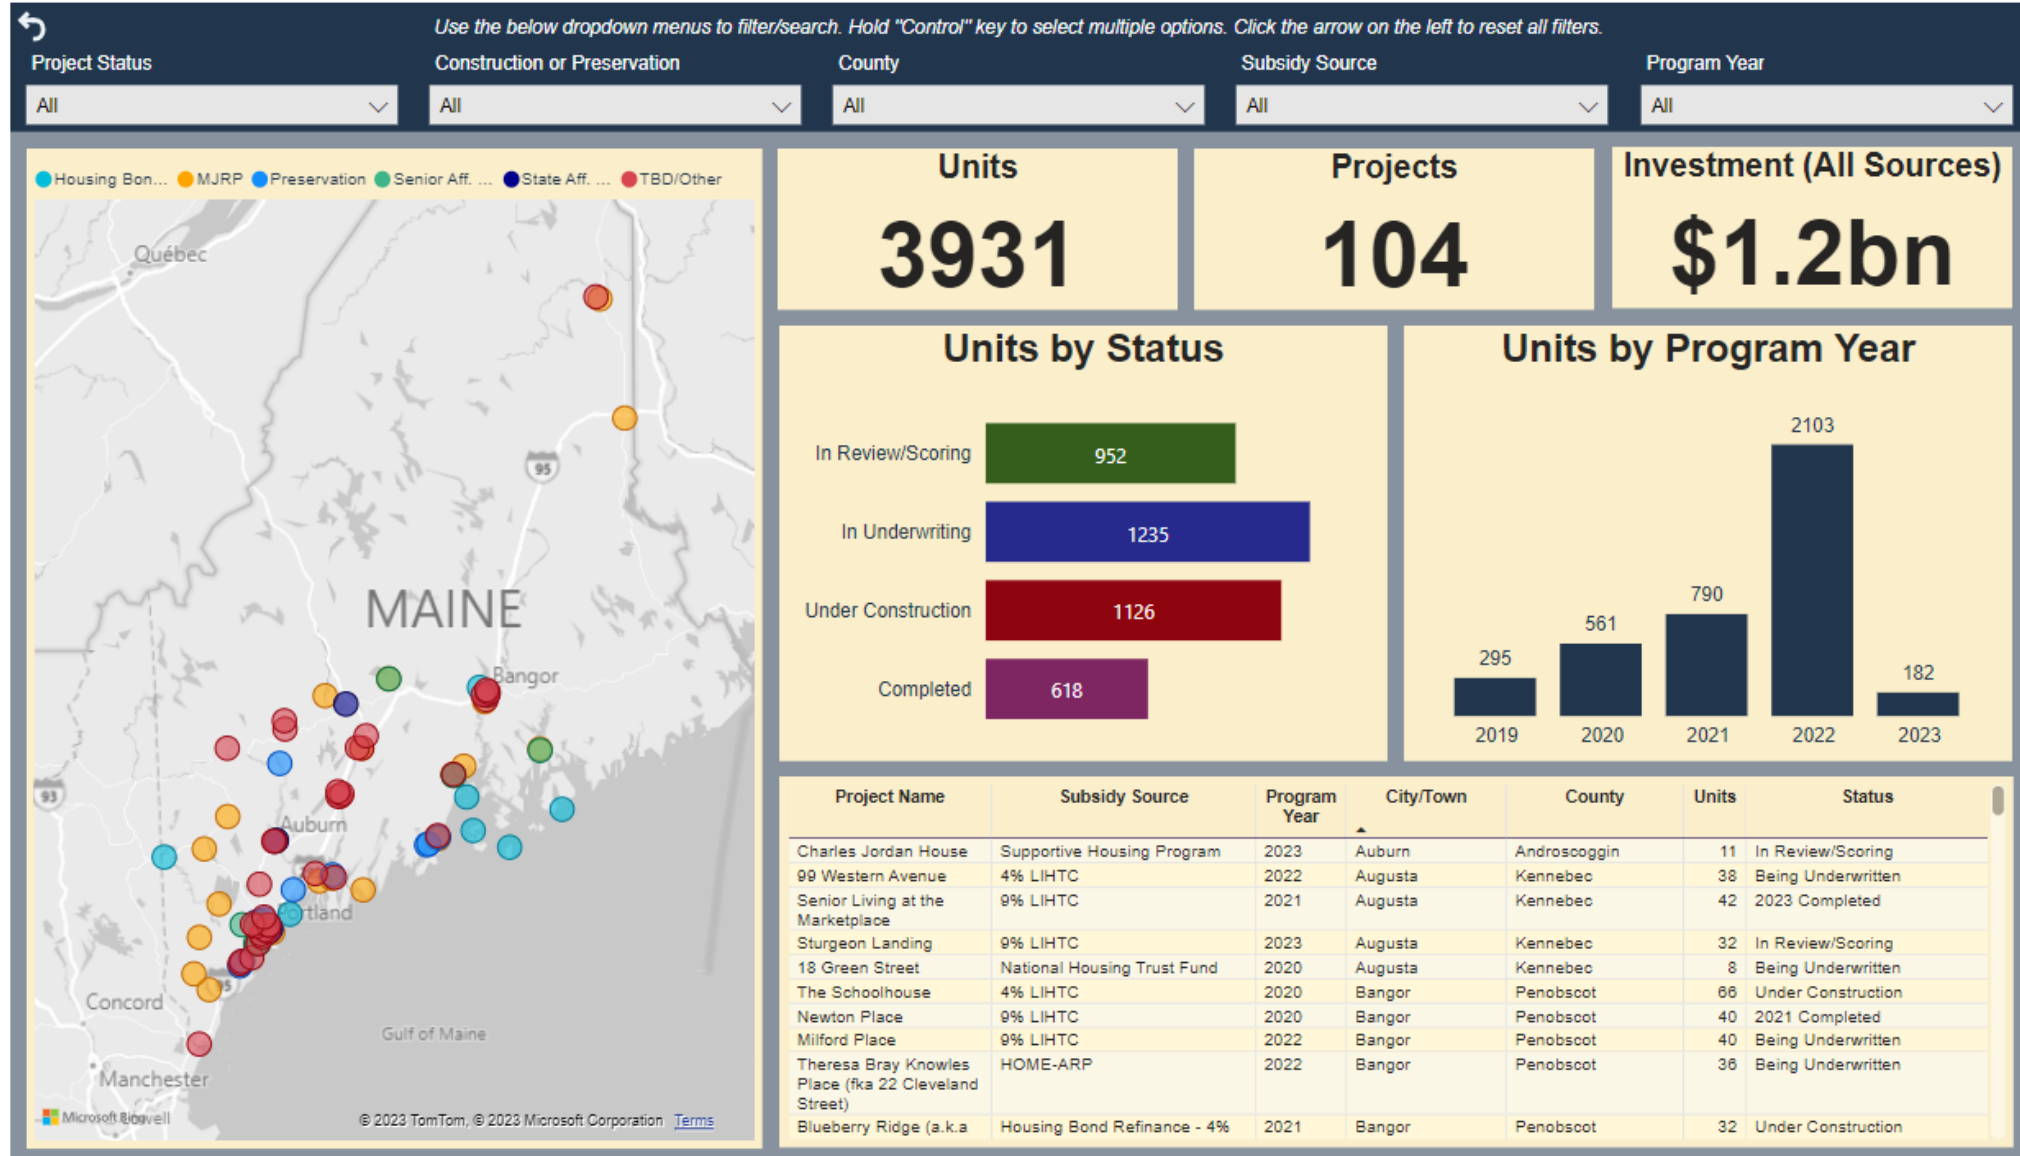 Use the below dropdown menus to filter/search. Hold "Control" key to select multiple options. Click the arrow on the left to reset all filters.
Project Status
Construction or Preservation
County
Subsidy Source
Program Year
All
All
All
All
All
Housing Bon...
MJRP
Preservation
Senior Aff. ...
State Aff. ...
TBD/Other
Québec
95
MAINE
Bangor
93
Auburn
Portland
95
Concord
Gulf of Maine
Manchester
Microsoft Bing
© 2023 TomTom, © 2023 Microsoft Corporation Terms
Units
3931
Projects
104
Investment (All Sources)
$1.2bn
Units by Status
In Review/Scoring 952
In Underwriting 1235
Under Construction 1126
Completed 618
Units by Program Year
295
561
790
2103
182
2019 2020 2021 2022 2023
Project Name Subsidy Source Program Year City/Town County Units Status
Charles Jordan House Supportive Housing Program 2023 Auburn Androscoggin 11 In Review/Scoring
99 Western Avenue 4% LIHTC 2022 Augusta Kennebec 38 Being Underwritten
Senior Living at the Marketplace 9% LIHTC 2021 Augusta Kennebec 42 2023 Completed
Sturgeon Landing 9% LIHTC 2023 Augusta Kennebec 32 In Review/Scoring
18 Green Street National Housing Trust Fund 2020 Augusta Kennebec 8 Being Underwritten
The Schoolhouse 4% LIHTC 2020 Bangor Penobscot 66 Under Construction
Newton Place 9% LIHTC 2020 Bangor Penobscot 40 2021 Completed
Milford Place 9% LIHTC 2022 Bangor Penobscot 40 Being Underwritten
Theresa Bray Knowles Place (fka 22 Cleveland Street) HOME-ARP 2022 Bangor Penobscot 36 Being Underwritten
Blueberry Ridge (a.k.a Housing Bond Refinance - 4% 2021 Bangor Penobscot 32 Under Construction